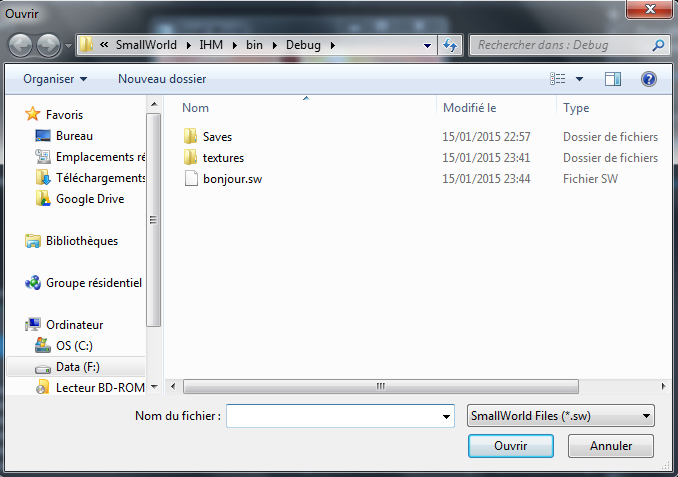 Ouvrir
« SmallWorld IHM bin Debug
Rechercher dans : Debug
Organiser Nouveau dossier
Favoris
Bureau
Emplacements ré
Téléchargements
Google Drive
Bibliothèques
Groupe résidentiel
Ordinateur
OS (C:)
Data (F:)
Lecteur BD-ROM
Nom Modifié le Type
Saves 15/01/2015 22:57 Dossier de fichiers
textures 15/01/2015 23:41 Dossier de fichiers
bonjour.sw 15/01/2015 23:44 Fichier SW
Nom du fichier : SmallWorld Files (*.sw)
Ouvrir Annuler